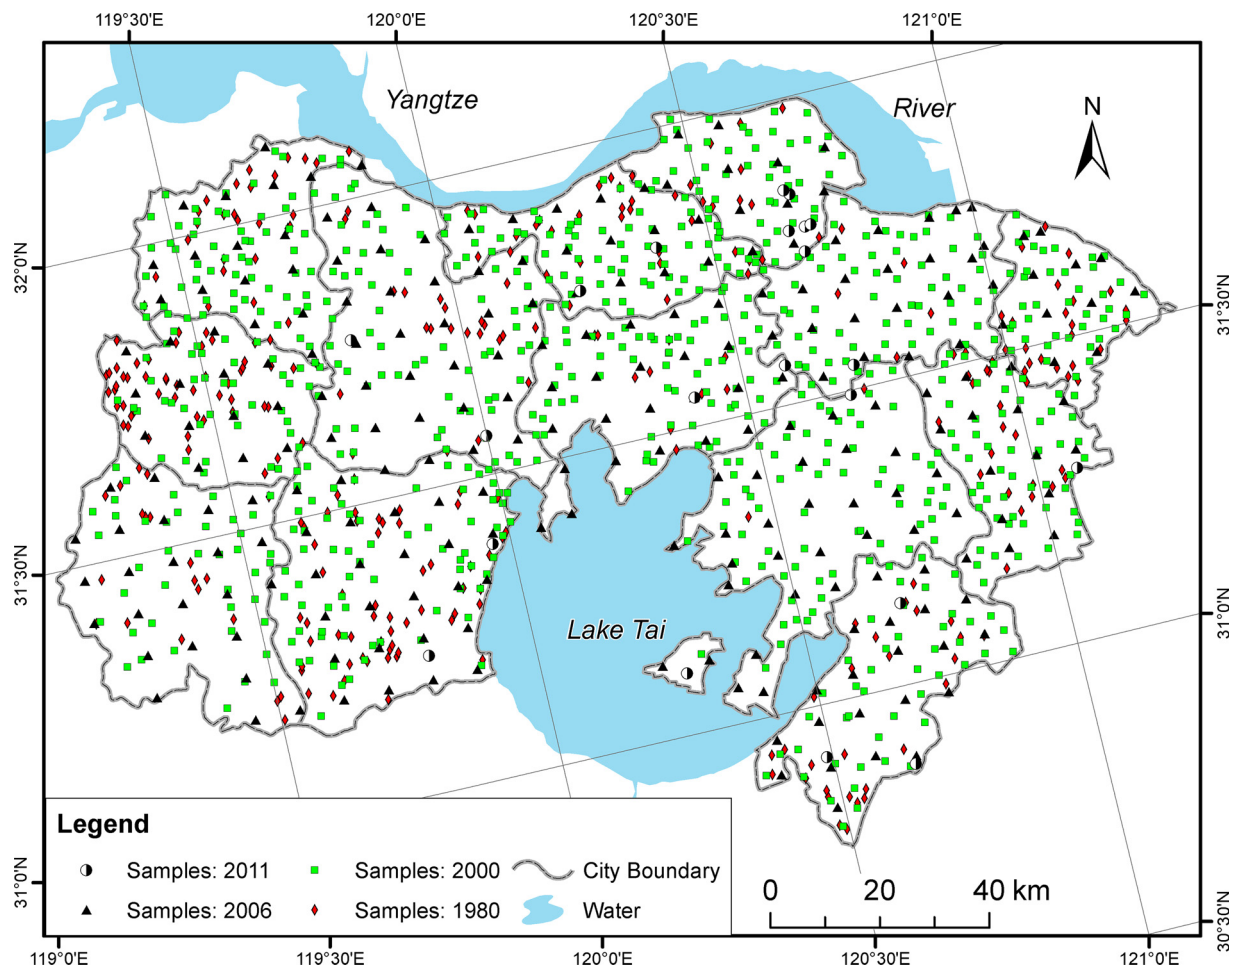 119°30'E 120°0'E 120°30'E 121°0'E
Yangtze
River
N
32°0'N
31°30'N
31°30'N
31°0'N
Lake Tai
31°0'N
30°30'N
Legend
Samples: 2011
Samples: 2000
City Boundary
Samples: 2006
Samples: 1980
Water
0 20 40 km
119°0'E 119°30'E 120°0'E 120°30'E 121°0'E